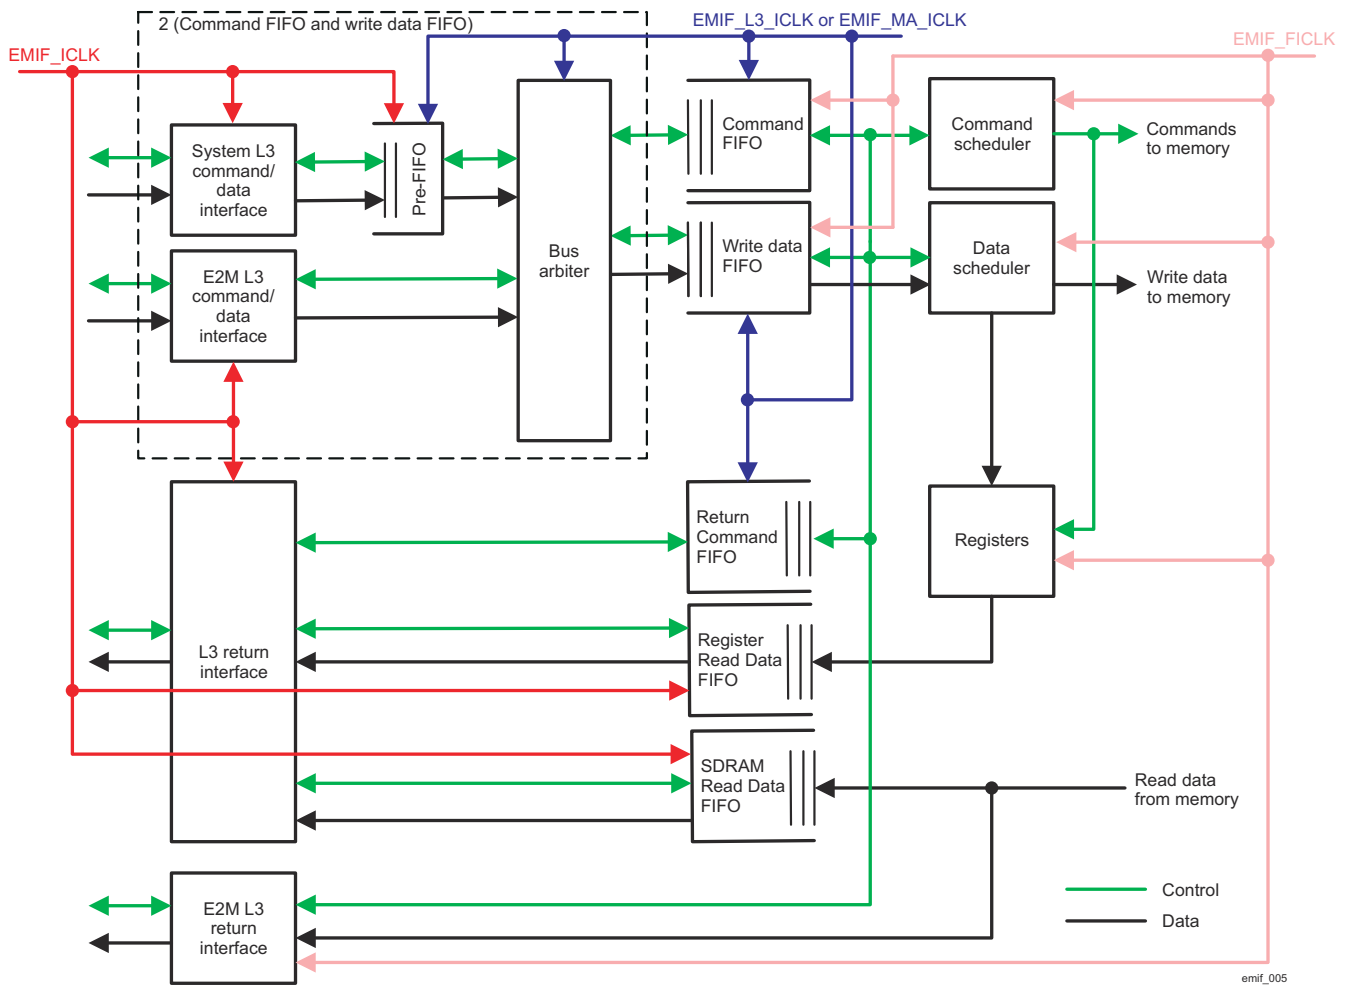 2 (Command FIFO and write data FIFO)
EMIF_L3_ICLK or EMIF_MA_ICLK
EMIF_FICLK
EMIF_ICLK
System L3
command/
data
interface
Pre-FIFO
E2M L3
command/
data
interface
Bus
arbiter
Command
FIFO
Write data
FIFO
Command
scheduler
Data
scheduler
Commands
to memory
Write data
to memory
Return
Command
FIFO
Registers
L3 return
interface
Register
Read Data
FIFO
SDRAM
Read Data
FIFO
Read data
from memory
E2M L3
return
interface
Control
Data
emif_005